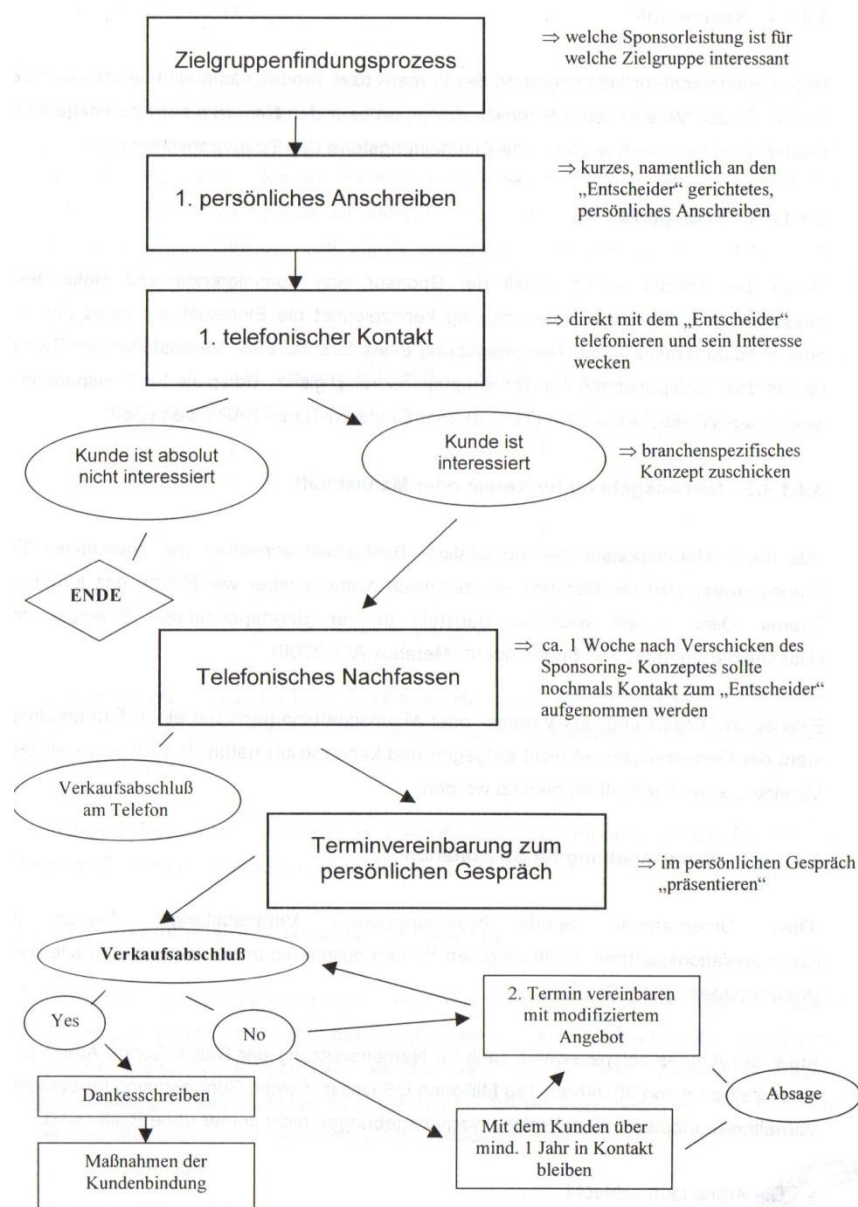 Zielgruppenfindungsprozess
⇒ welche Sponsorleistung ist für
welche Zielgruppe interessant
1. persönliches Anschreiben
⇒ kurzes, namentlich an den
„Entscheider“ gerichtetes,
persönliches Anschreiben
1. telefonischer Kontakt
⇒ direkt mit dem „Entscheider“
telefonieren und sein Interesse
wecken
Kunde ist absolut
nicht interessiert
Kunde ist
interessiert
⇒ branchenspezifisches
Konzept zuschicken
ENDE
Telefonisches Nachfassen
⇒ ca. 1 Woche nach Verschicken des
Sponsoring- Konzeptes sollte
nochmals Kontakt zum „Entscheider“
aufgenommen werden
Verkaufsabschluß
am Telefon
Terminvereinbarung zum
persönlichen Gespräch
⇒ im persönlichen Gespräch
„präsentieren“
Verkaufsabschluß
Yes
No
2. Termin vereinbaren
mit modifiziertem
Angebot
Dankesschreiben
Absage
Mit dem Kunden über
mind. 1 Jahr in Kontakt
bleiben
Maßnahmen der
Kundenbindung